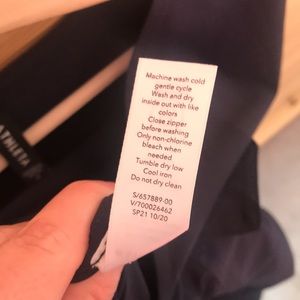 Machine wash cold
gentle cycle
Wash and dry
inside out with like
colors
Close zipper
before washing
Only non-chlorine
bleach when
needed
Tumble dry low
Cool iron
Do not dry clean
S/657889-00
V/700026462
SP21 10/20
ATHLETA